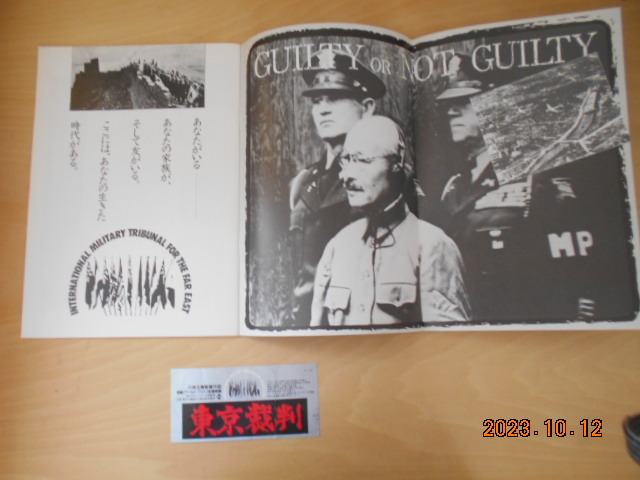 GUILTY OR NOT GUILTY
あなたがいる
あなたの家族が、
そして友がいる。
ここには、あなたの生きた
時代がある。
INTERNATIONAL MILITARY TRIBUNAL FOR THE FAR EAST
MP
東京裁判
2023.10.12